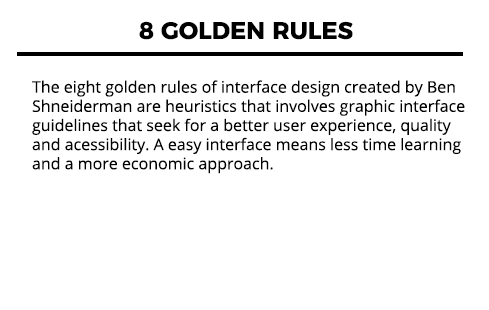 8 GOLDEN RULES
The eight golden rules of interface design created by Ben
Shneiderman are heuristics that involves graphic interface
guidelines that seek for a better user experience, quality
and acessibility. A easy interface means less time learning
and a more economic approach.